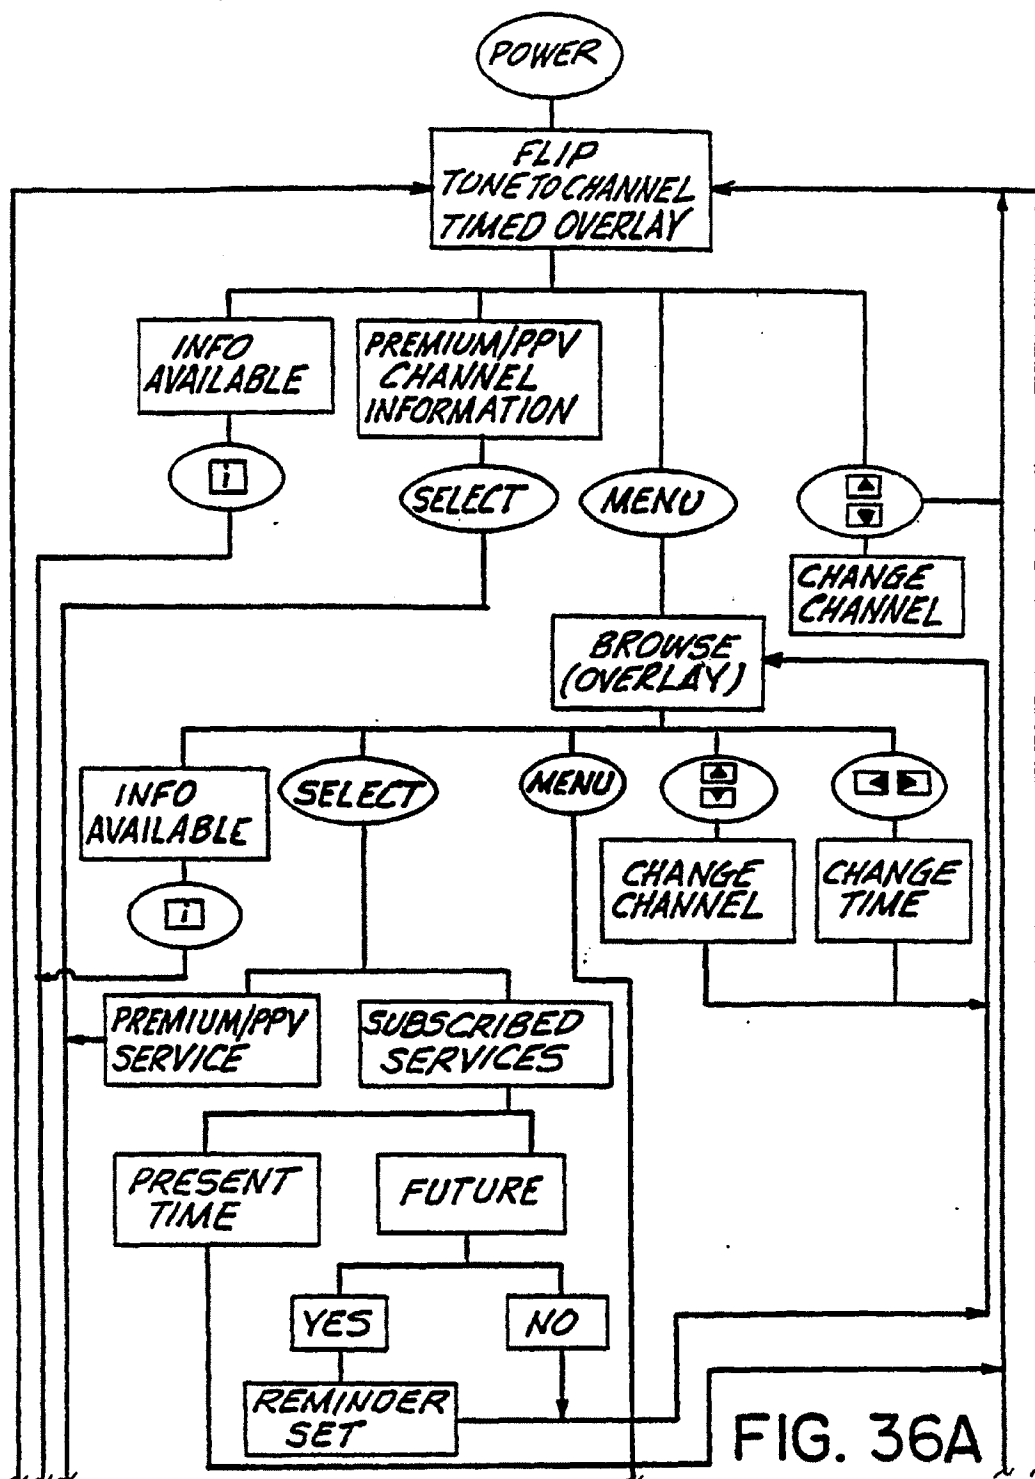 POWER
FLIP
TUNE TO CHANNEL
TIMED OVERLAY
INFO
AVAILABLE
PREMIUM/PPV
CHANNEL
INFORMATION
i
SELECT
MENU
CHANGE
CHANNEL
BROWSE
(OVERLAY)
INFO
AVAILABLE
SELECT
MENU
CHANGE
CHANNEL
CHANGE
TIME
i
PREMIUM/PPV
SERVICE
SUBSCRIBED
SERVICES
PRESENT
TIME
FUTURE
YES
NO
REMINDER
SET
FIG. 36A